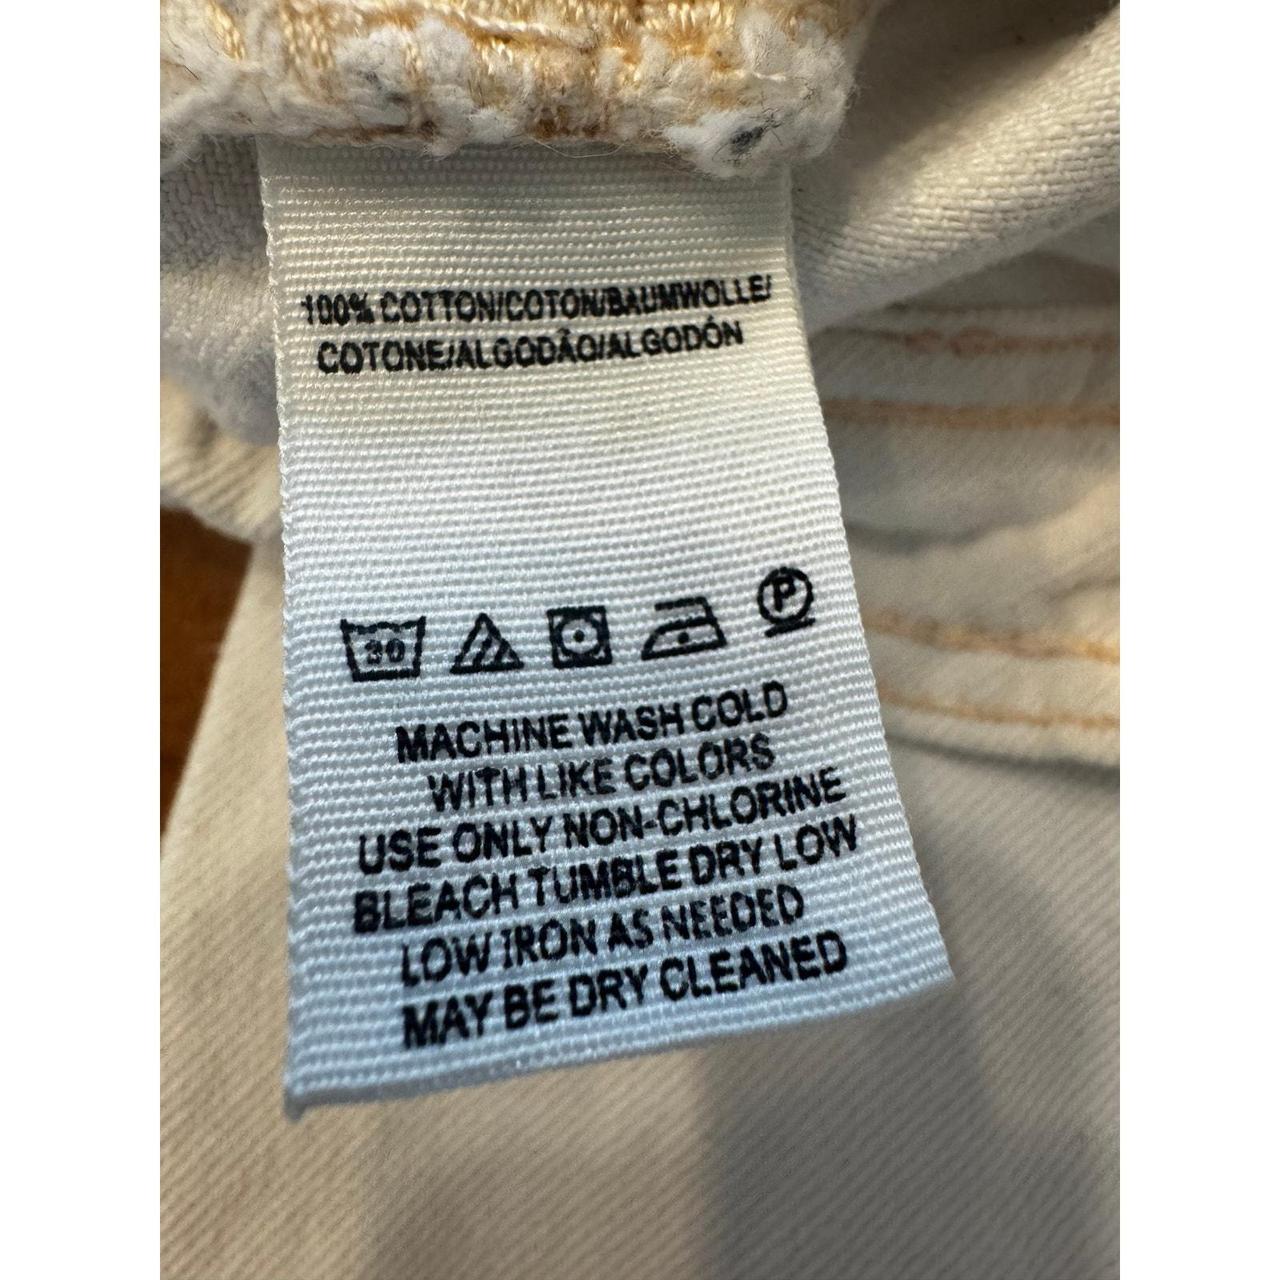 100% COTTON/COTON/BAUMWOLLE/
COTONE/ALGODÃO/ALGODÓN
30 P
MACHINE WASH COLD
WITH LIKE COLORS
USE ONLY NON-CHLORINE
BLEACH TUMBLE DRY LOW
LOW IRON AS NEEDED
MAY BE DRY CLEANED